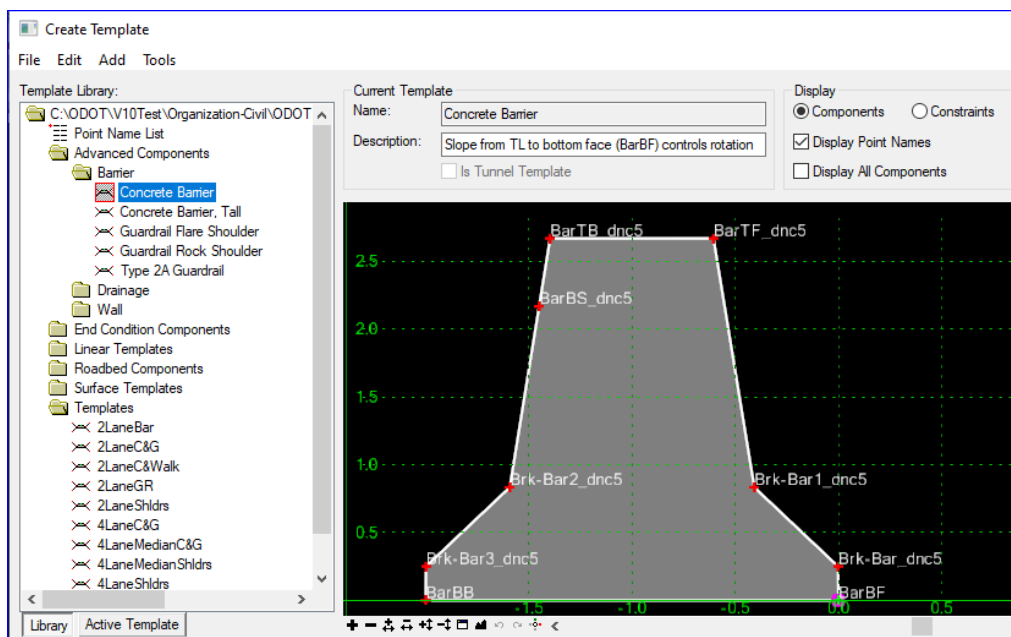 Create Template
File Edit Add Tools
Template Library:
C:\ODOT\V10Test\Organization-Civil\ODOT
Point Name List
Advanced Components
Barrier
Concrete Barrier
Concrete Barrier, Tall
Guardrail Flare Shoulder
Guardrail Rock Shoulder
Type 2A Guardrail
Drainage
Wall
End Condition Components
Linear Templates
Roadbed Components
Surface Templates
Templates
2LaneBar
2LaneC&G
2LaneC&Walk
2LaneGR
2LaneShldrs
4LaneC&G
4LaneMedianC&G
4LaneMedianShldrs
4LaneShldrs
Library Active Template
Current Template
Name: Concrete Barrier
Description: Slope from TL to bottom face (BarBF) controls rotation
Is Tunnel Template
Display
Components Constraints
Display Point Names
Display All Components
BarTB_dnc5 BarTF_dnc5
2.5
BarBS_dnc5
2.0
1.5
1.0
Brk-Bar2_dnc5 Brk-Bar1_dnc5
0.5
Brk-Bar3_dnc5 Brk-Bar_dnc5
BarBB BarBF
-1.5 -1.0 -0.5 0.0 0.5